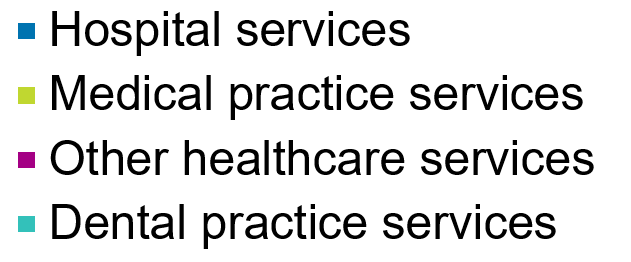 Hospital services
Medical practice services
Other healthcare services
Dental practice services